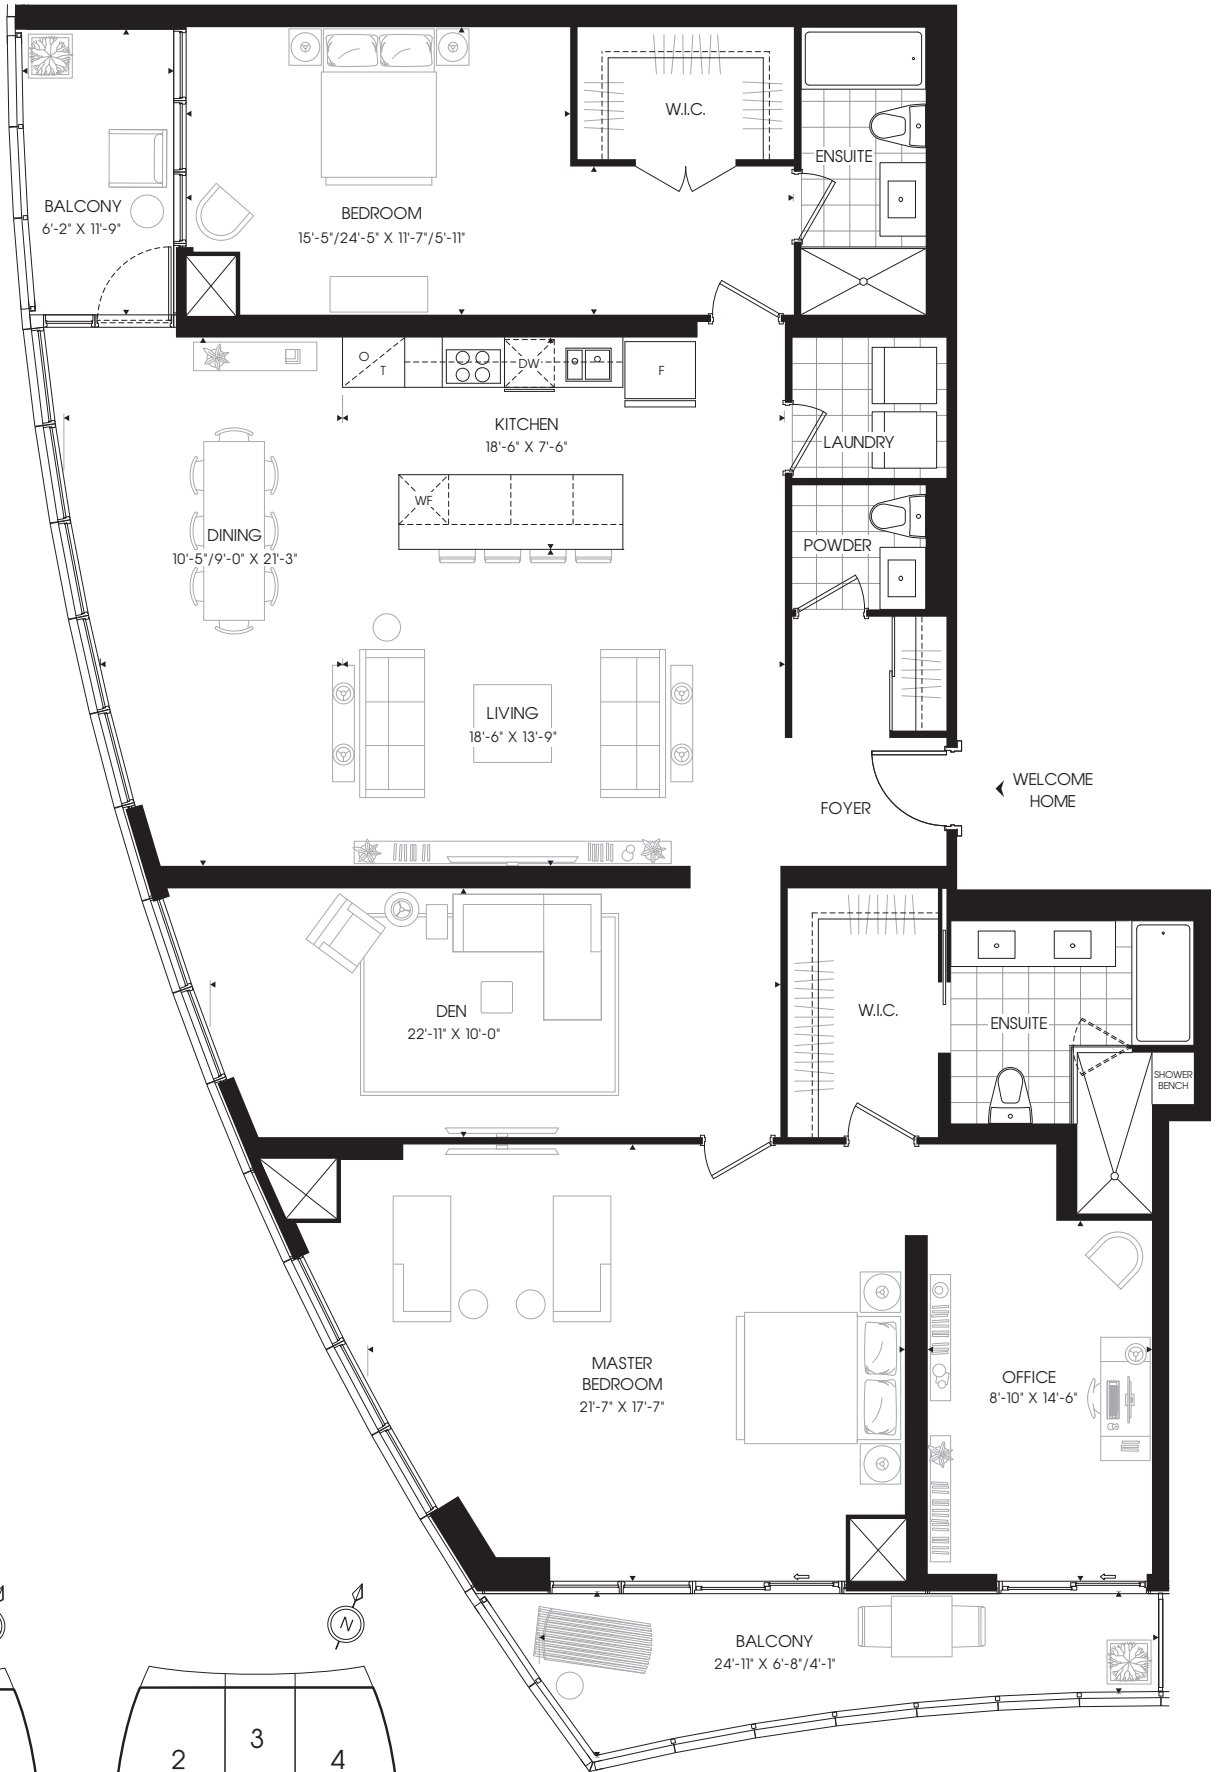 W.I.C.
ENSUITE
BALCONY
6'-2" X 11'-9"
BEDROOM
15'-5"/24'-5" X 11'-7"/5'-11"
T
DW
F
KITCHEN
18'-6" X 7'-6"
LAUNDRY
WF
DINING
10'-5"/9'-0" X 21'-3"
POWDER
LIVING
18'-6" X 13'-9"
FOYER
WELCOME
HOME
DEN
22'-11" X 10'-0"
W.I.C.
ENSUITE
SHOWER
BENCH
MASTER
BEDROOM
21'-7" X 17'-7"
OFFICE
8'-10" X 14'-6"
BALCONY
24'-11" X 6'-8"/4'-1"
N
2
3
4